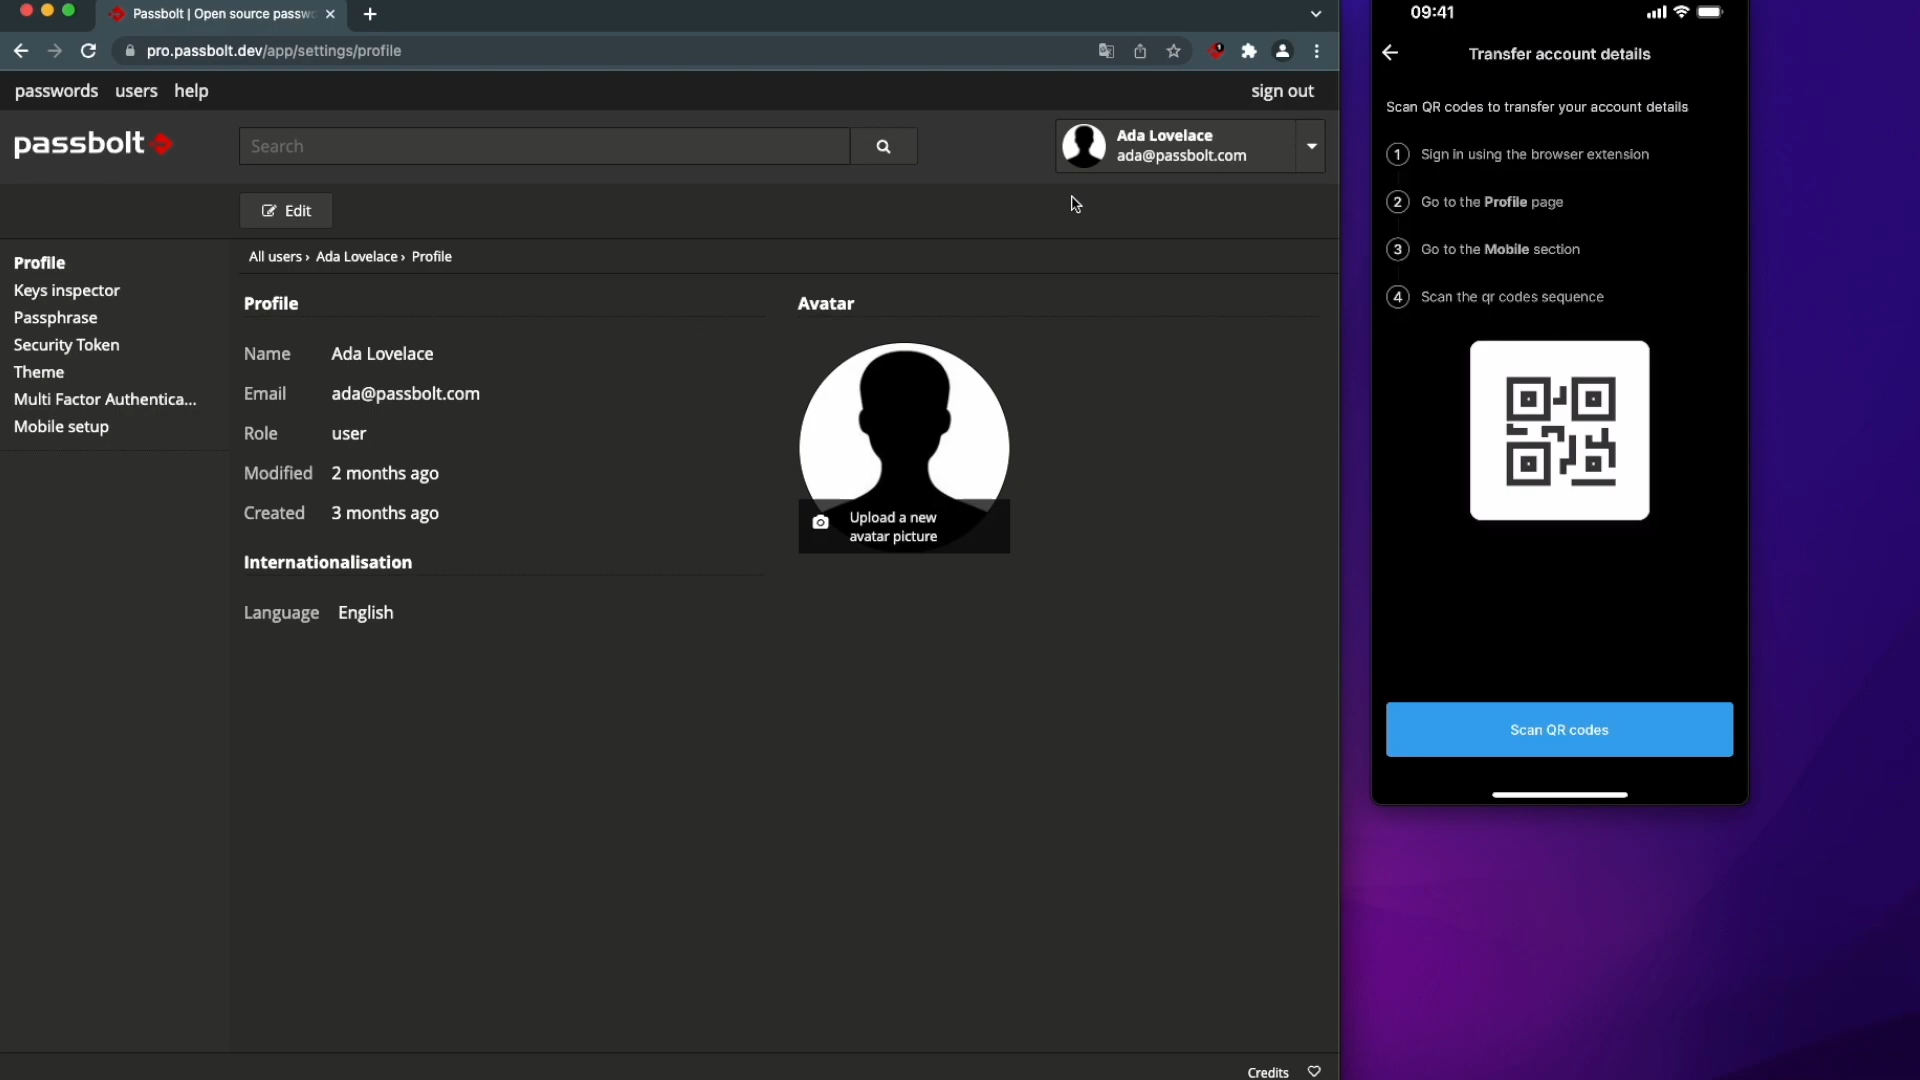 Passbolt | Open source passw
pro.passbolt.dev/app/settings/profile
passwords users help
sign out
passbolt
Search
Ada Lovelace
ada@passbolt.com
Edit
Profile
Keys inspector
Passphrase
Security Token
Theme
Multi Factor Authentica...
Mobile setup
All users › Ada Lovelace › Profile
Profile
Name Ada Lovelace
Email ada@passbolt.com
Role user
Modified 2 months ago
Created 3 months ago
Internationalisation
Language English
Avatar
Upload a new
avatar picture
Credits
09:41
Transfer account details
Scan QR codes to transfer your account details
1 Sign in using the browser extension
2 Go to the Profile page
3 Go to the Mobile section
4 Scan the qr codes sequence
Scan QR codes